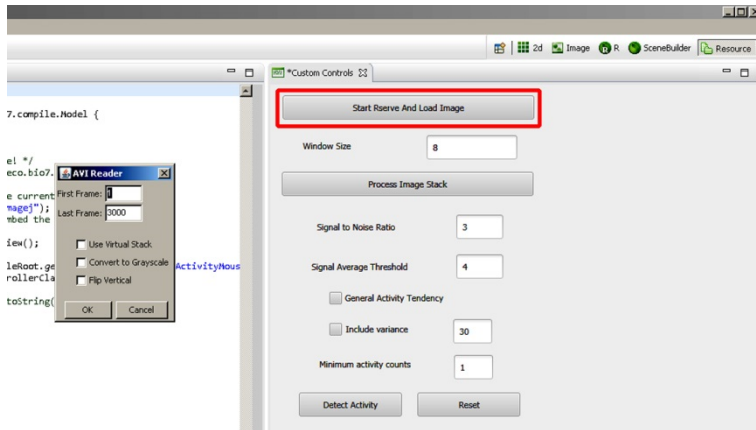 2d Image R SceneBuilder Resource
*Custom Controls
7.compile.Model {
el */
eco.bio7.
e current
magej");
mbed the
iew();
leRoot.ge
ActivityMous
rollerCla
toString(
AVI Reader
First Frame: 1
Last Frame: 3000
Use Virtual Stack
Convert to Grayscale
Flip Vertical
OK Cancel
Start Rserve And Load Image
Window Size 8
Process Image Stack
Signal to Noise Ratio 3
Signal Average Threshold 4
General Activity Tendency
Include variance 30
Minimum activity counts 1
Detect Activity Reset